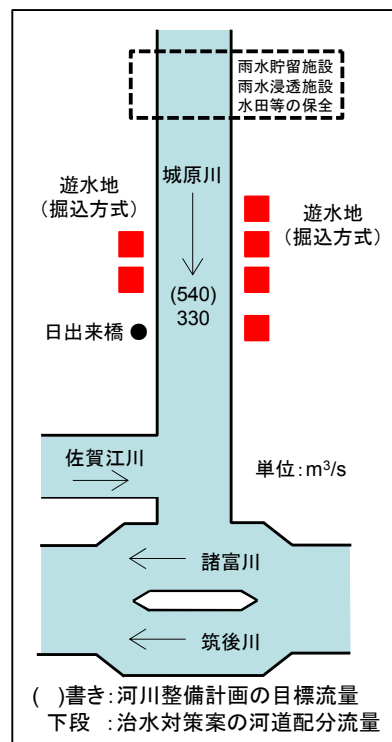 雨水貯留施設
雨水浸透施設
水田等の保全
城原川
遊水地
(掘込方式)
遊水地
(掘込方式)
(540)
330
日出来橋
佐賀江川
単位:m³/s
諸富川
筑後川
( )書き:河川整備計画の目標流量
下段 :治水対策案の河道配分流量